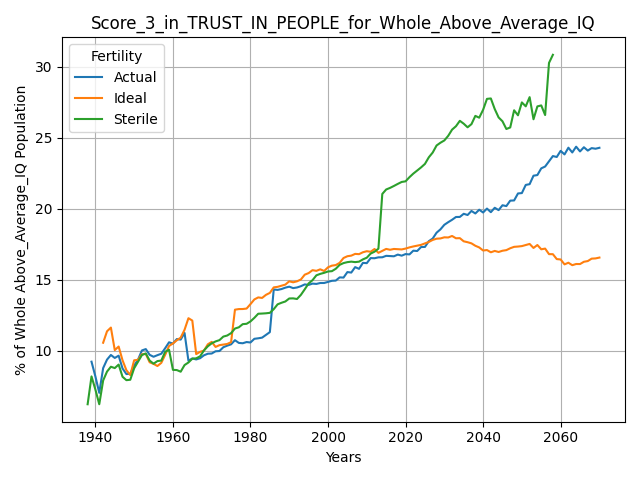 Score_3_in_TRUST_IN_PEOPLE_for_Whole_Above_Average_IQ
% of Whole Above_Average_IQ Population
Fertility
Actual
Ideal
Sterile
30
25
20
15
10
1940 1960 1980 2000 2020 2040 2060
Years